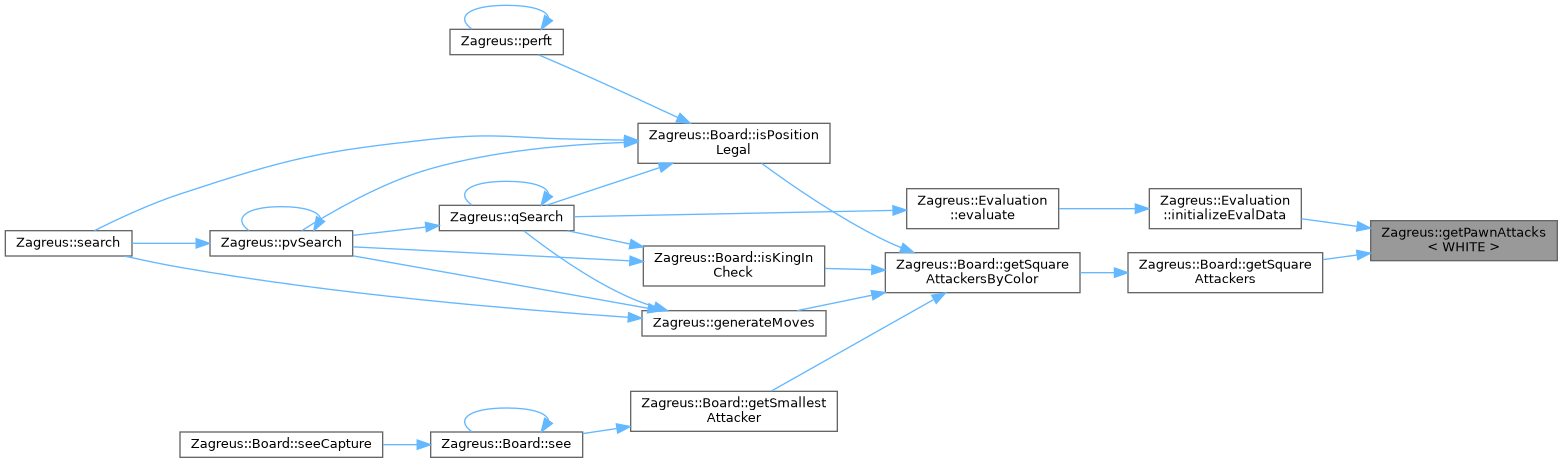 Zagreus::perft
Zagreus::Board::isPosition
Legal
Zagreus::qSearch
Zagreus::Evaluation
::evaluate
Zagreus::Evaluation
::initializeEvalData
Zagreus::getPawnAttacks
< WHITE >
Zagreus::search
Zagreus::pvSearch
Zagreus::Board::isKingIn
Check
Zagreus::Board::getSquare
AttackersByColor
Zagreus::Board::getSquare
Attackers
Zagreus::generateMoves
Zagreus::Board::getSmallest
Attacker
Zagreus::Board::seeCapture
Zagreus::Board::see